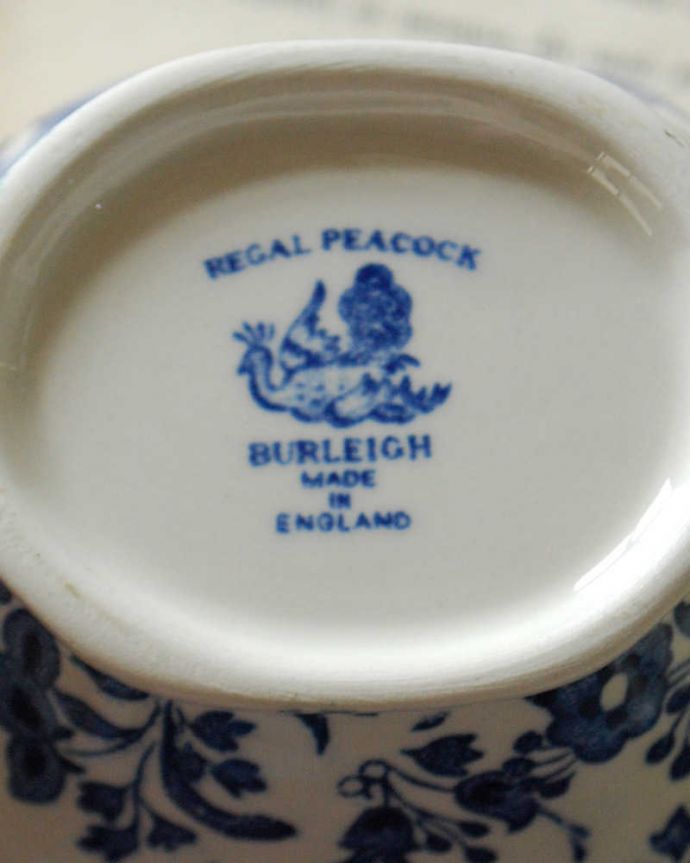 REGAL PEACOCK
BURLEIGH
MADE
IN
ENGLAND